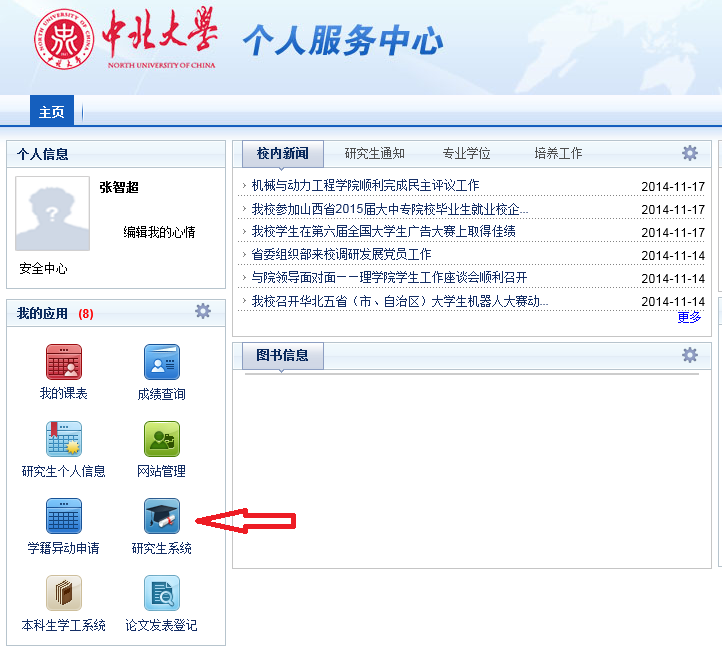 中北大学
NORTH UNIVERSITY OF CHINA
个人服务中心
主页
个人信息
张智超
编辑我的心情
安全中心
我的应用 (8)
我的课表 成绩查询
研究生个人信息 网站管理
学籍异动申请 研究生系统
本科生学工系统 论文发表登记
校内新闻 研究生通知 专业学位 培养工作
机械与动力工程学院顺利完成民主评议工作 2014-11-17
我校参加山西省2015届大中专院校毕业生就业校企... 2014-11-17
我校学生在第六届全国大学生广告大赛上取得佳绩 2014-11-17
省委组织部来校调研发展党员工作 2014-11-14
与院领导面对面——理学院学生工作座谈会顺利召开 2014-11-14
我校召开华北五省（市、自治区）大学生机器人大赛动... 2014-11-14
更多
图书信息